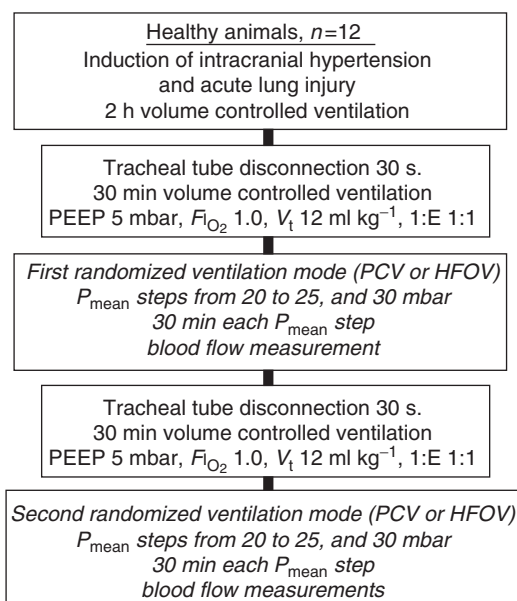 Healthy animals, n=12
Induction of intracranial hypertension
and acute lung injury
2 h volume controlled ventilation
Tracheal tube disconnection 30 s.
30 min volume controlled ventilation
PEEP 5 mbar, FIO2 1.0, Vt 12 ml kg−1, 1:E 1:1
First randomized ventilation mode (PCV or HFOV)
Pmean steps from 20 to 25, and 30 mbar
30 min each Pmean step
blood flow measurement
Tracheal tube disconnection 30 s.
30 min volume controlled ventilation
PEEP 5 mbar, FIO2 1.0, Vt 12 ml kg−1, 1:E 1:1
Second randomized ventilation mode (PCV or HFOV)
Pmean steps from 20 to 25, and 30 mbar
30 min each Pmean step
blood flow measurements